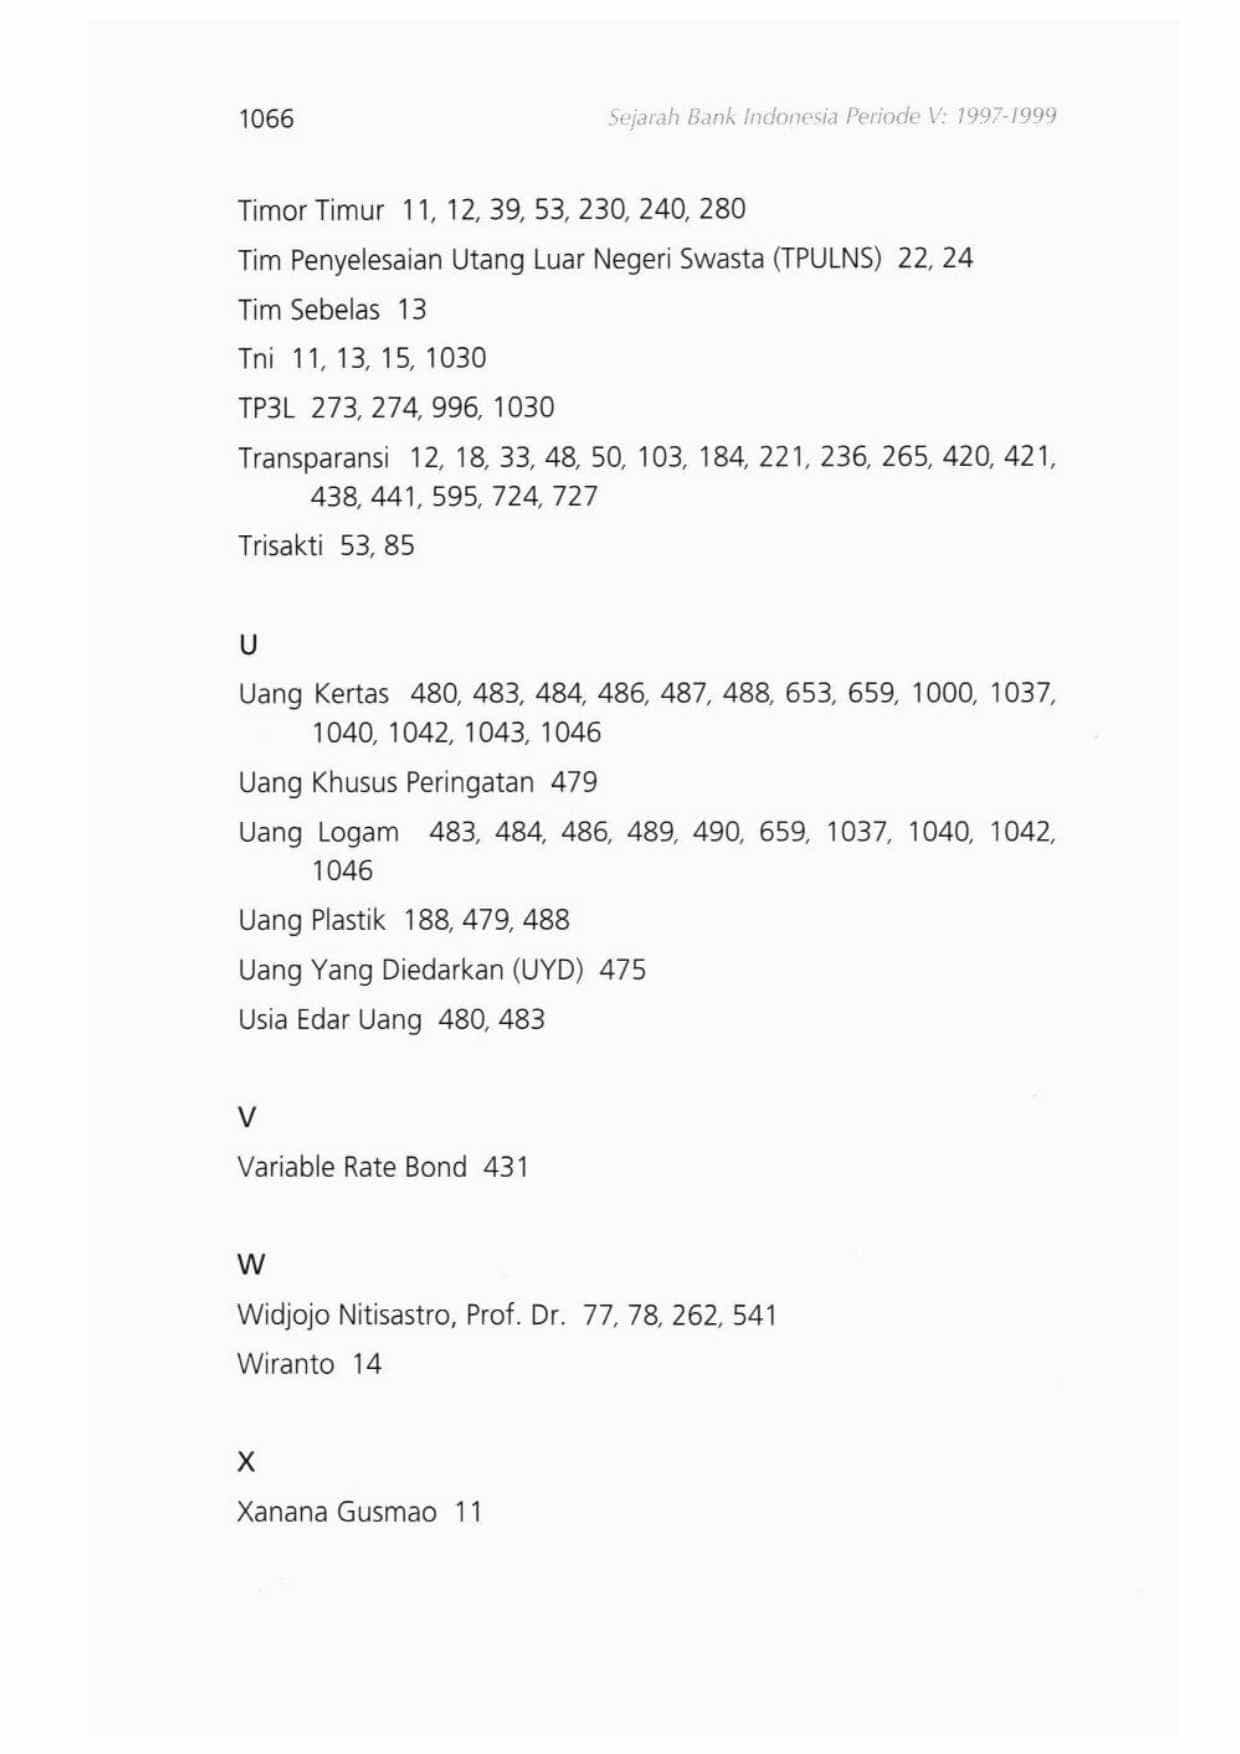 1066
Sejarah Bank Indonesia Periode V: 1997-1999
Timor Timur 11, 12, 39, 53, 230, 240, 280
Tim Penyelesaian Utang Luar Negeri Swasta (TPULNS) 22, 24
Tim Sebelas 13
Tni 11, 13, 15, 1030
TP3L 273, 274, 996, 1030
Transparansi 12, 18, 33, 48, 50, 103, 184, 221, 236, 265, 420, 421,
438, 441, 595, 724, 727
Trisakti 53, 85
U
Uang Kertas 480, 483, 484, 486, 487, 488, 653, 659, 1000, 1037,
1040, 1042, 1043, 1046
Uang Khusus Peringatan 479
Uang Logam 483, 484, 486, 489, 490, 659, 1037, 1040, 1042,
1046
Uang Plastik 188, 479, 488
Uang Yang Diedarkan (UYD) 475
Usia Edar Uang 480, 483
V
Variable Rate Bond 431
W
Widjojo Nitisastro, Prof. Dr. 77, 78, 262, 541
Wiranto 14
X
Xanana Gusmao 11